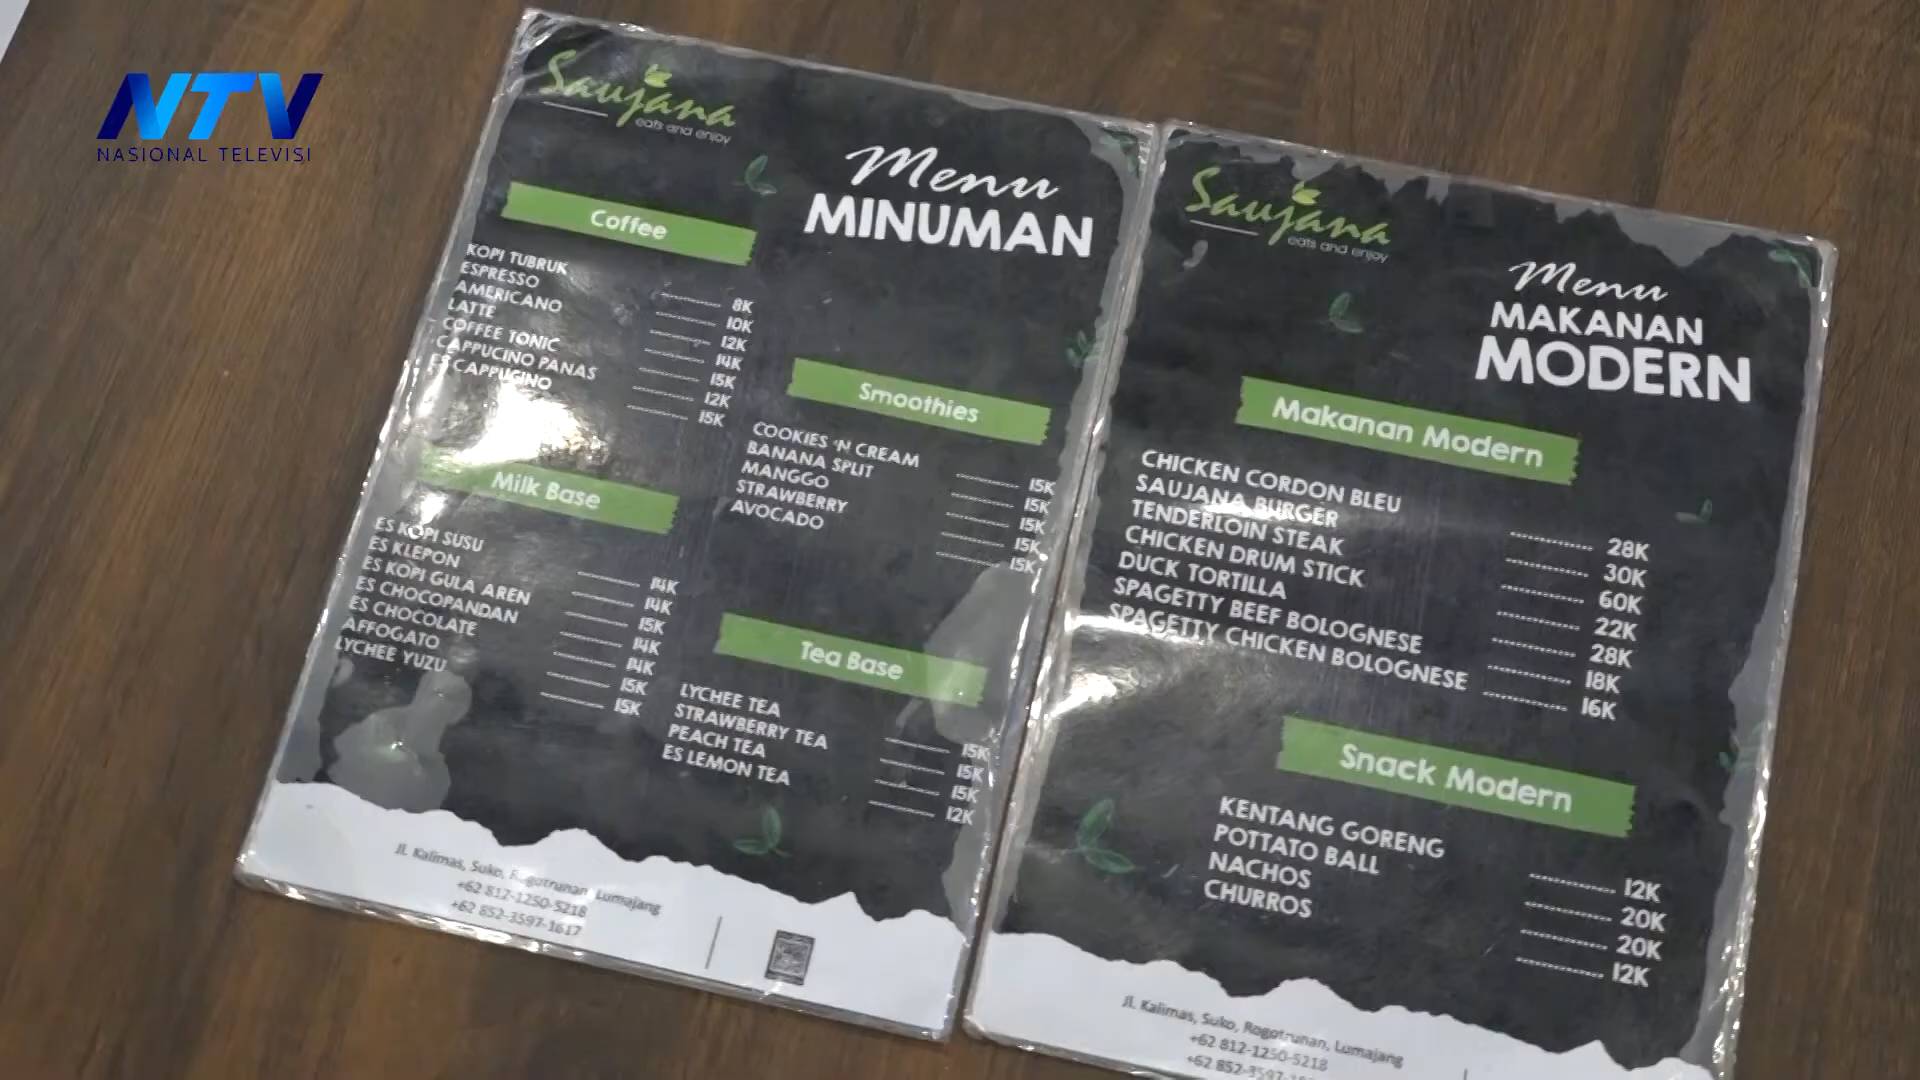 NTV
NASIONAL TELEVISI
Saujana
eats and enjoy
Menu
MINUMAN
Coffee
KOPI TUBRUK 8K
ESPRESSO 10K
AMERICANO 12K
LATTE 14K
COFFEE TONIC 15K
CAPPUCINO PANAS 12K
ES CAPPUCINO 15K
Milk Base
ES KOPI SUSU 14K
ES KLEPON 14K
ES KOPI GULA AREN 15K
ES CHOCOPANDAN 14K
ES CHOCOLATE 14K
AFFOGATO 15K
LYCHEE YUZU 15K
Smoothies
COOKIES 'N CREAM 15K
BANANA SPLIT 15K
MANGGO 15K
STRAWBERRY 15K
AVOCADO 15K
Tea Base
LYCHEE TEA 15K
STRAWBERRY TEA 15K
PEACH TEA 15K
ES LEMON TEA 12K
Jl. Kalimas, Suko, Rogotrunan, Lumajang
+62 812-1250-5218
+62 852-3597-1617
Saujana
eats and enjoy
Menu
MAKANAN
MODERN
Makanan Modern
CHICKEN CORDON BLEU 28K
SAUJANA BURGER 30K
TENDERLOIN STEAK 60K
CHICKEN DRUM STICK 22K
DUCK TORTILLA 28K
SPAGETTY BEEF BOLOGNESE 18K
SPAGETTY CHICKEN BOLOGNESE 16K
Snack Modern
KENTANG GORENG 12K
POTTATO BALL 20K
NACHOS 20K
CHURROS 12K
Jl. Kalimas, Suko, Rogotrunan, Lumajang
+62 812-1250-5218